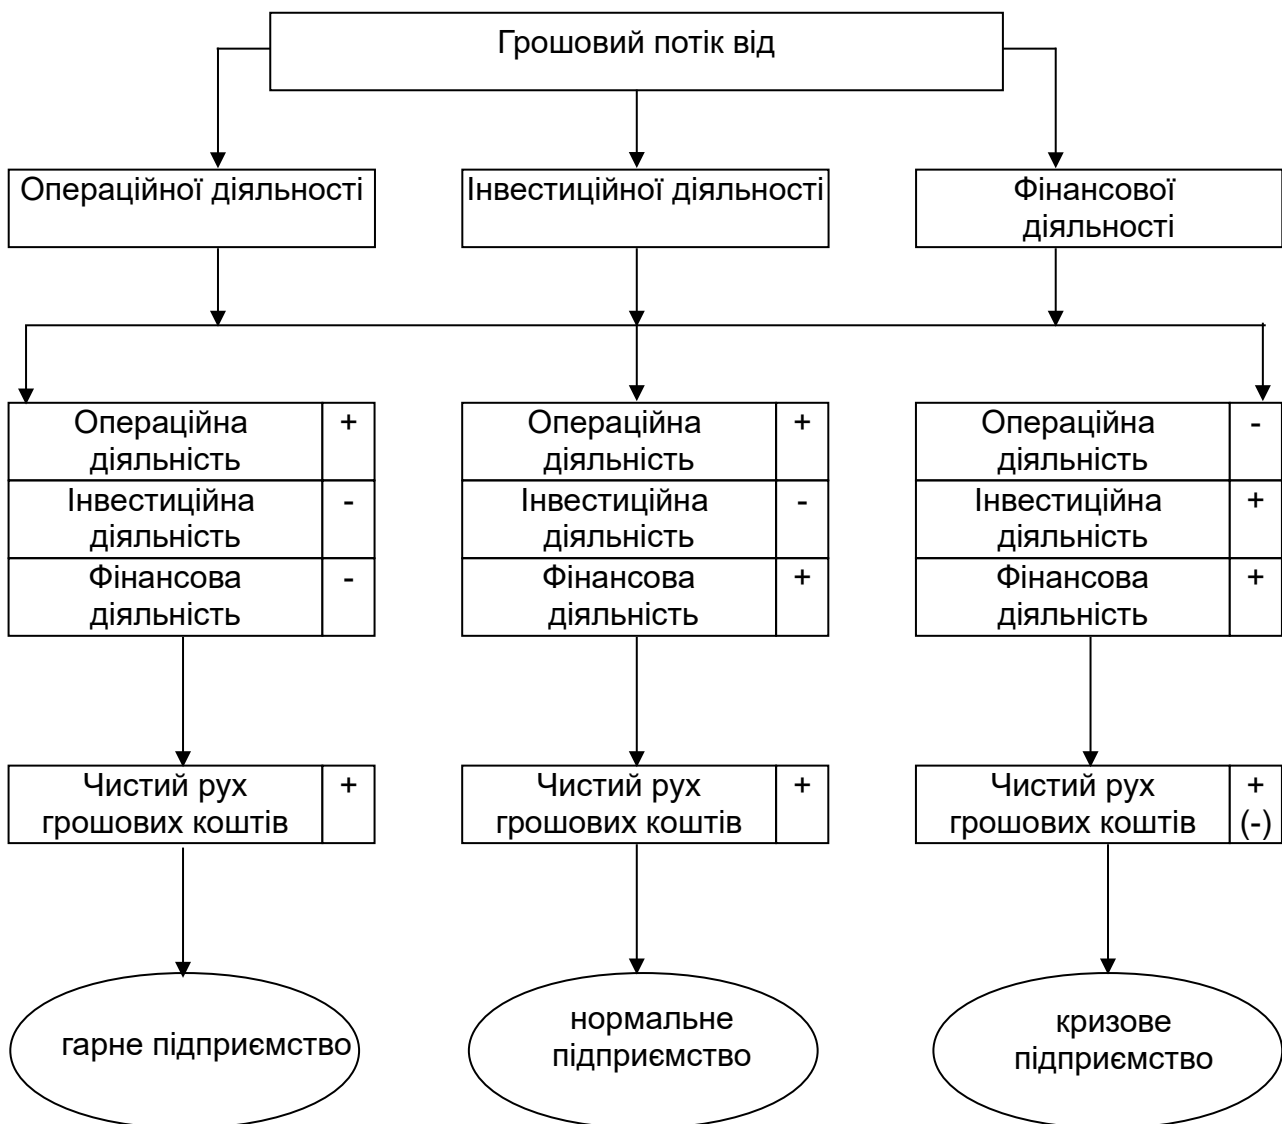 Грошовий потік від
Операційної діяльності
Інвестиційної діяльності
Фінансової
діяльності
Операційна
діяльність
+
Інвестиційна
діяльність
-
Фінансова
діяльність
-
Операційна
діяльність
+
Інвестиційна
діяльність
-
Фінансова
діяльність
+
Операційна
діяльність
-
Інвестиційна
діяльність
+
Фінансова
діяльність
+
Чистий рух
грошових коштів
+
Чистий рух
грошових коштів
+
Чистий рух
грошових коштів
+
(-)
гарне підприємство
нормальне
підприємство
кризове
підприємство